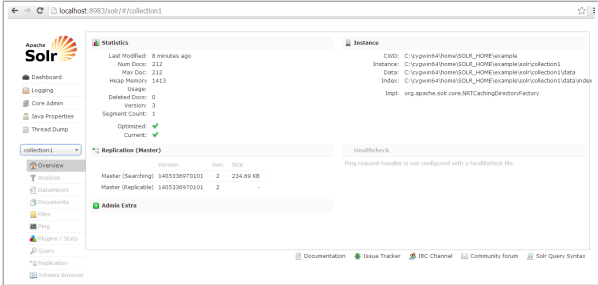 localhost:8983/solr/#/collection1
Apache
Solr
Dashboard
Logging
Core Admin
Java Properties
Thread Dump
collection1
Overview
Analysis
Dataimport
Documents
Files
Ping
Plugins / Stats
Query
Replication
Schema Browser
Statistics
Last Modified: 8 minutes ago
Num Docs: 212
Max Doc: 212
Heap Memory 1413
Usage:
Deleted Docs: 0
Version: 3
Segment Count: 1
Optimized:
Current:
Instance
CWD: C:\cygwin64\home\SOLR_HOME\example
Instance: C:\cygwin64\home\SOLR_HOME\example\solr\collection1
Data: C:\cygwin64\home\SOLR_HOME\example\solr\collection1\data
Index: C:\cygwin64\home\SOLR_HOME\example\solr\collection1\data\index
Impl: org.apache.solr.core.NRTCachingDirectoryFactory
Replication (Master)
Version Gen Size
Master (Searching) 1405336970101 2 234.69 KB
Master (Replicable) 1405336970101 2 -
Healthcheck
Ping request handler is not configured with a healthcheck file.
Admin Extra
Documentation Issue Tracker IRC Channel Community forum Solr Query Syntax